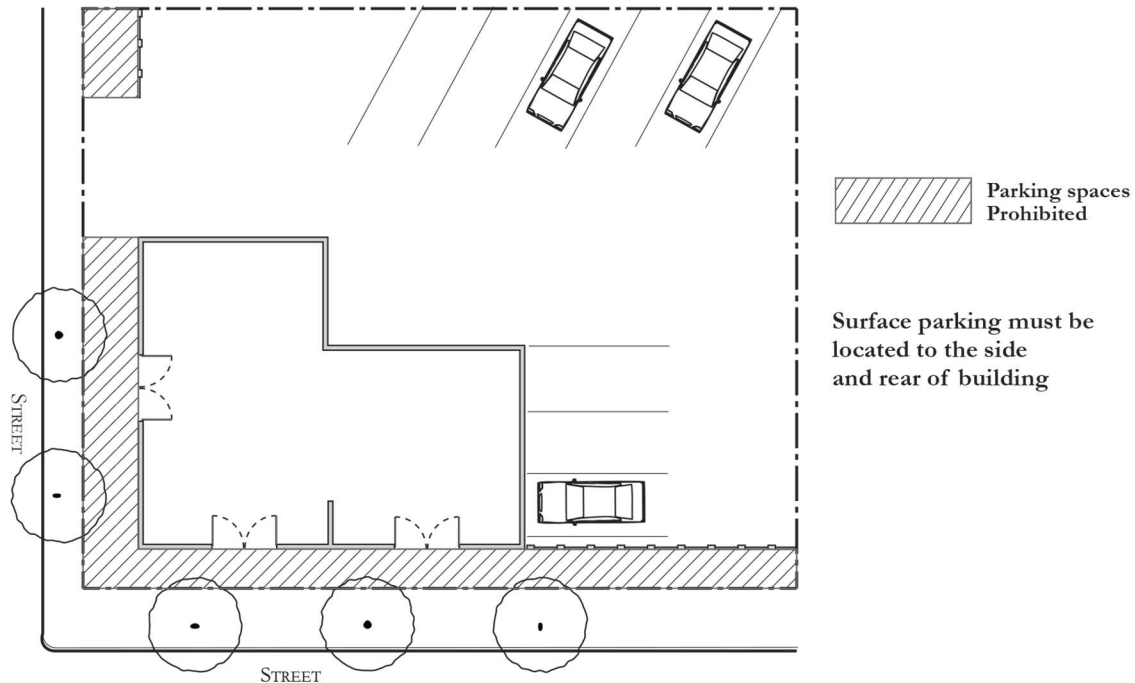 Parking spaces
Prohibited
Surface parking must be
located to the side
and rear of building
STREET
STREET